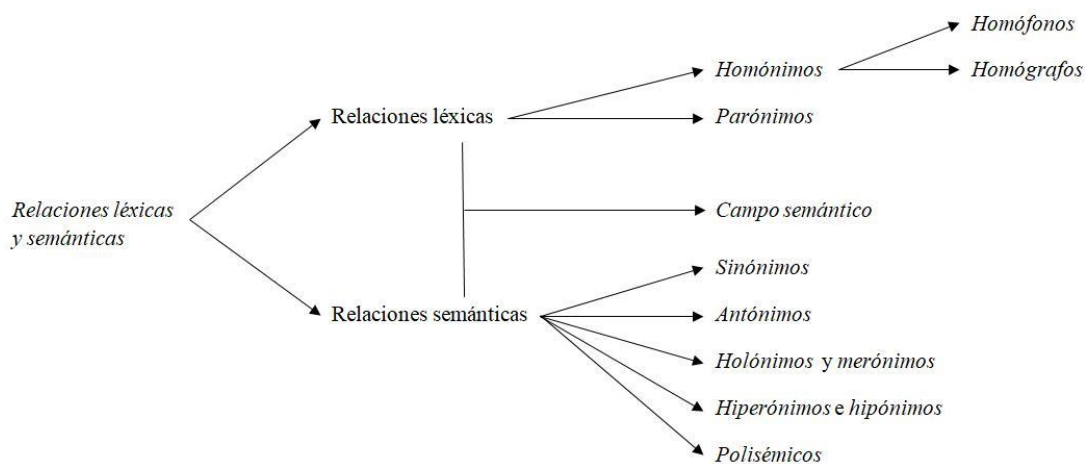 Homófonos
Homónimos
Homógrafos
Relaciones léxicas
Parónimos
Relaciones léxicas
y semánticas
Campo semántico
Sinónimos
Relaciones semánticas
Antónimos
Holónimos y merónimos
Hiperónimos e hipónimos
Polisémicos